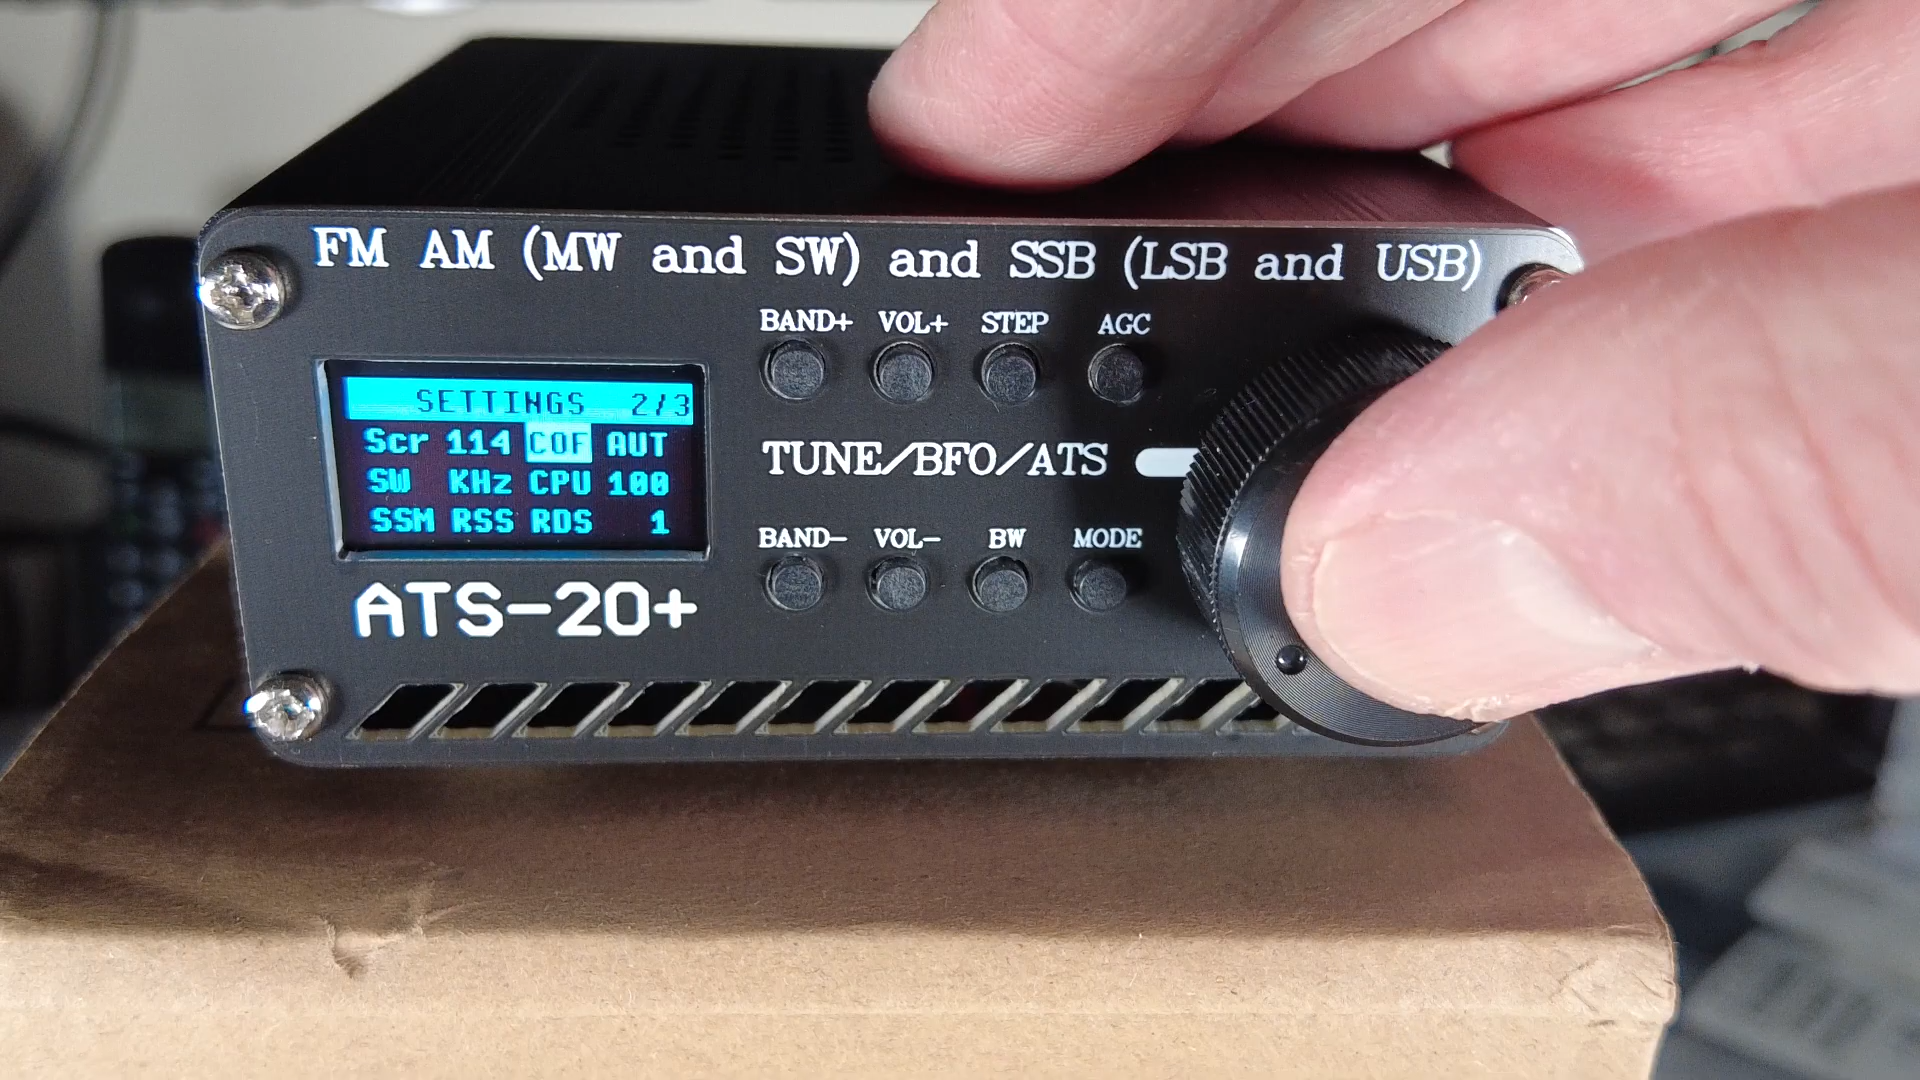 FM AM (MW and SW) and SSB (LSB and USB)
BAND+ VOL+ STEP AGC
SETTINGS 2/3
Scr 114 COF AUT
SW KHz CPU 100
SSM RSS RDS 1
TUNE/BFO/ATS
BAND- VOL- BW MODE
ATS-20+